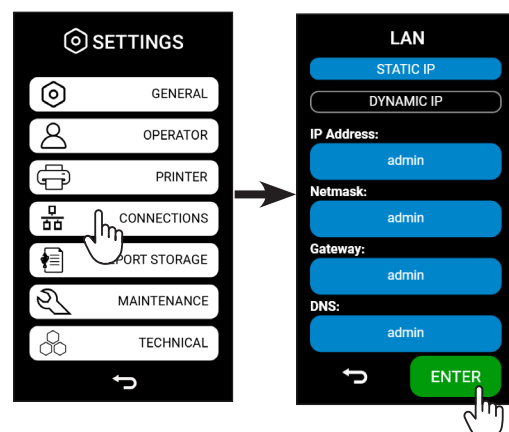 SETTINGS
GENERAL
OPERATOR
PRINTER
CONNECTIONS
PORT STORAGE
MAINTENANCE
TECHNICAL
LAN
STATIC IP
DYNAMIC IP
IP Address:
admin
Netmask:
admin
Gateway:
admin
DNS:
admin
ENTER